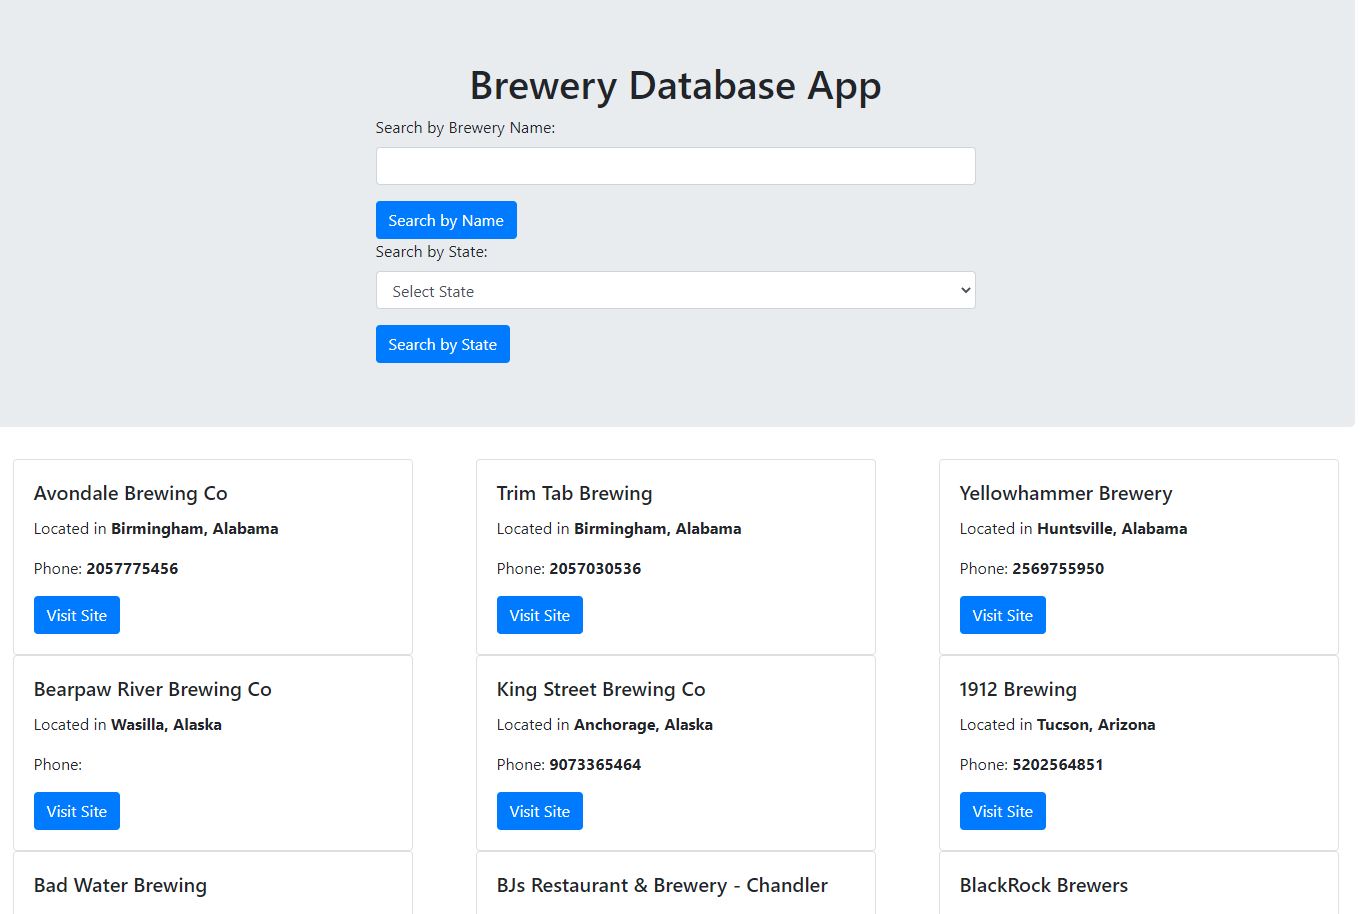 Brewery Database App
Search by Brewery Name:
Search by Name
Search by State:
Select State
Search by State
Avondale Brewing Co
Located in Birmingham, Alabama
Phone: 2057775456
Visit Site
Trim Tab Brewing
Located in Birmingham, Alabama
Phone: 2057030536
Visit Site
Yellowhammer Brewery
Located in Huntsville, Alabama
Phone: 2569755950
Visit Site
Bearpaw River Brewing Co
Located in Wasilla, Alaska
Phone:
Visit Site
King Street Brewing Co
Located in Anchorage, Alaska
Phone: 9073365464
Visit Site
1912 Brewing
Located in Tucson, Arizona
Phone: 5202564851
Visit Site
Bad Water Brewing
BJs Restaurant & Brewery - Chandler
BlackRock Brewers